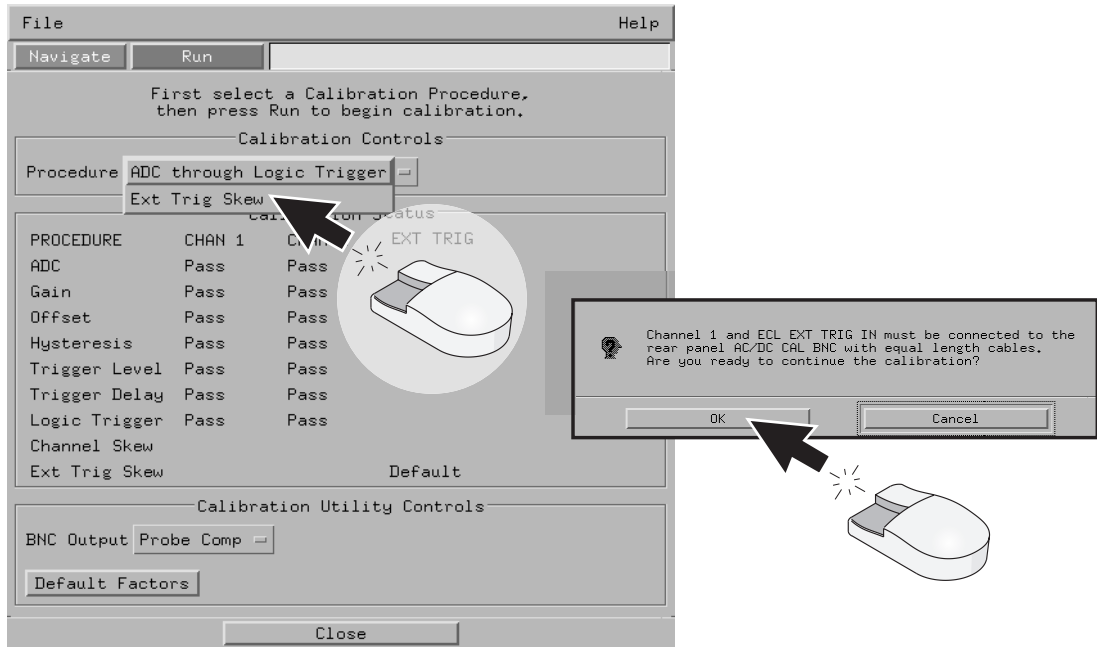 File Help
Navigate Run
First select a Calibration Procedure,
then press Run to begin calibration.
Calibration Controls
Procedure ADC through Logic Trigger
Ext Trig Skew
PROCEDURE CHAN 1 EXT TRIG
ADC Pass Pass
Gain Pass Pass
Offset Pass Pass
Hysteresis Pass Pass
Trigger Level Pass Pass
Trigger Delay Pass Pass
Logic Trigger Pass Pass
Channel Skew
Ext Trig Skew Default
Calibration Utility Controls
BNC Output Probe Comp
Default Factors
Close
Channel 1 and ECL EXT TRIG IN must be connected to the
rear panel AC/DC CAL BNC with equal length cables.
Are you ready to continue the calibration?
OK Cancel